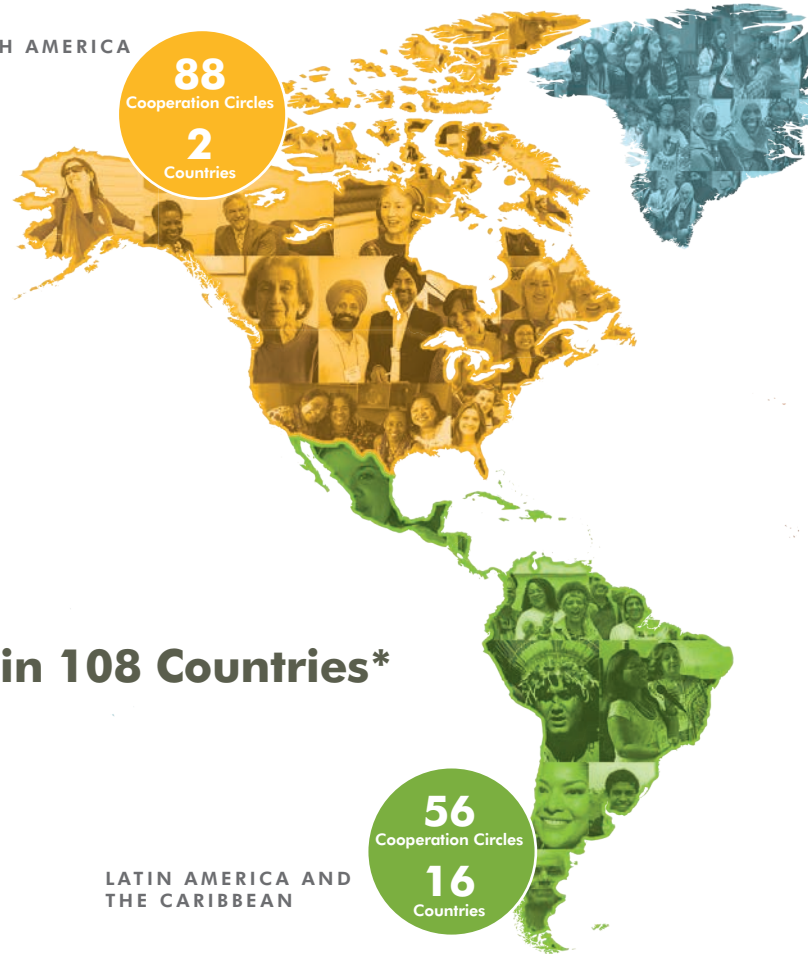 H AMERICA
88
Cooperation Circles
2
Countries
in 108 Countries*
56
Cooperation Circles
16
Countries
LATIN AMERICA AND
THE CARIBBEAN